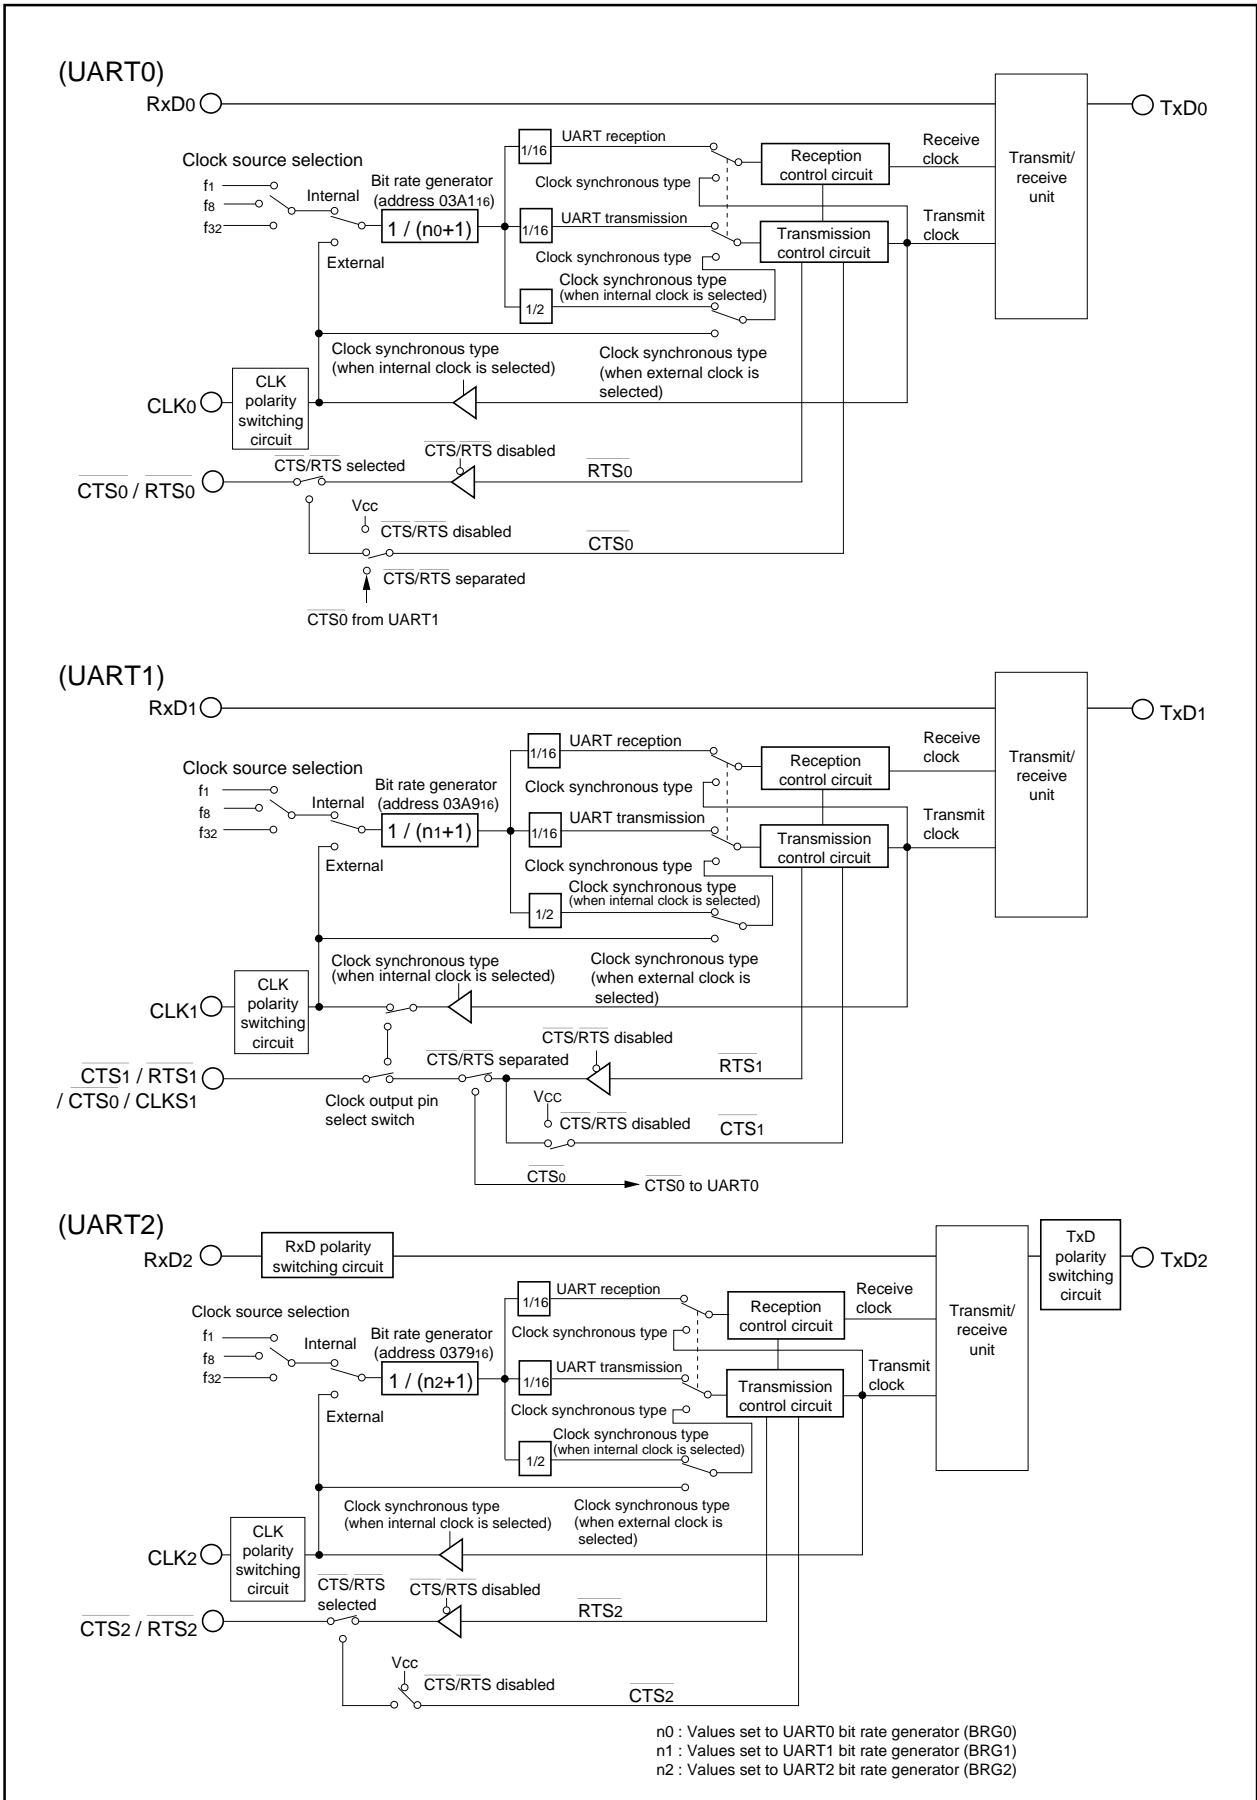 (UART0)
RxD0
TxD0
Clock source selection
f1
f8
f32
Internal
External
Bit rate generator
(address 03A116)
1 / (n0+1)
1/16
UART reception
Clock synchronous type
1/16
UART transmission
Clock synchronous type
1/2
Clock synchronous type
(when internal clock is selected)
Reception
control circuit
Transmission
control circuit
Receive
clock
Transmit
clock
Transmit/
receive
unit
Clock synchronous type
(when internal clock is selected)
Clock synchronous type
(when external clock is
selected)
CLK0
CLK
polarity
switching
circuit
CTS/RTS disabled
CTS/RTS selected
RTS0
CTS0 / RTS0
Vcc
CTS/RTS disabled
CTS0
CTS/RTS separated
CTS0 from UART1
(UART1)
RxD1
TxD1
Clock source selection
f1
f8
f32
Internal
External
Bit rate generator
(address 03A916)
1 / (n1+1)
1/16
UART reception
Clock synchronous type
1/16
UART transmission
Clock synchronous type
1/2
Clock synchronous type
(when internal clock is selected)
Reception
control circuit
Transmission
control circuit
Receive
clock
Transmit
clock
Transmit/
receive
unit
Clock synchronous type
(when internal clock is selected)
Clock synchronous type
(when external clock is
selected)
CLK1
CLK
polarity
switching
circuit
CTS/RTS disabled
CTS/RTS separated
RTS1
CTS1 / RTS1
/ CTS0 / CLKS1
Clock output pin
select switch
VCC
CTS/RTS disabled
CTS1
CTS0
CTS0 to UART0
(UART2)
RxD2
RxD polarity
switching circuit
TxD
polarity
switching
circuit
TxD2
Clock source selection
f1
f8
f32
Internal
External
Bit rate generator
(address 037916)
1 / (n2+1)
1/16
UART reception
Clock synchronous type
1/16
UART transmission
Clock synchronous type
1/2
Clock synchronous type
(when internal clock is selected)
Reception
control circuit
Transmission
control circuit
Receive
clock
Transmit
clock
Transmit/
receive
unit
Clock synchronous type
(when internal clock is selected)
Clock synchronous type
(when external clock is
selected)
CLK2
CLK
polarity
switching
circuit
CTS/RTS
selected
CTS/RTS disabled
RTS2
CTS2 / RTS2
Vcc
CTS/RTS disabled
CTS2
n0 : Values set to UART0 bit rate generator (BRG0)
n1 : Values set to UART1 bit rate generator (BRG1)
n2 : Values set to UART2 bit rate generator (BRG2)